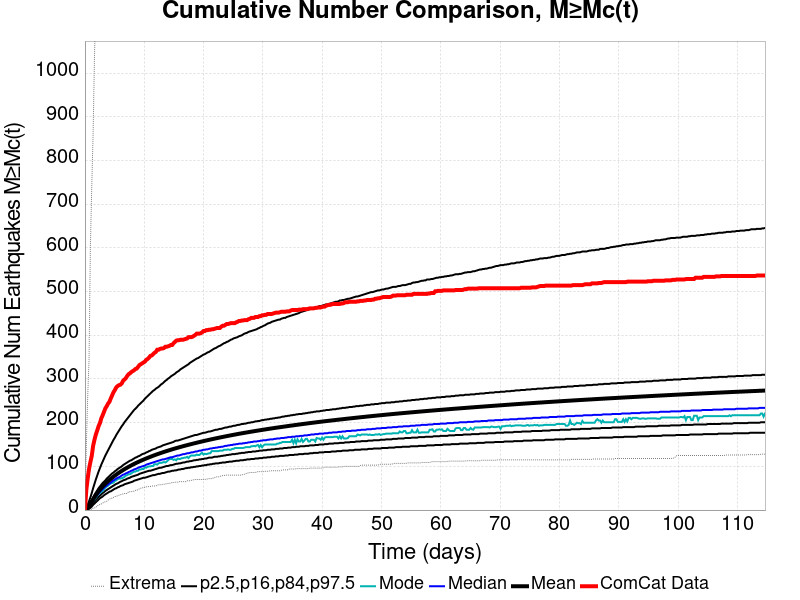 Cumulative Number Comparison, M≥Mc(t)
Cumulative Num Earthquakes M≥Mc(t)
1000
900
800
700
600
500
400
300
200
100
0
0 10 20 30 40 50 60 70 80 90 100 110
Time (days)
Extrema p2.5,p16,p84,p97.5 Mode Median Mean ComCat Data